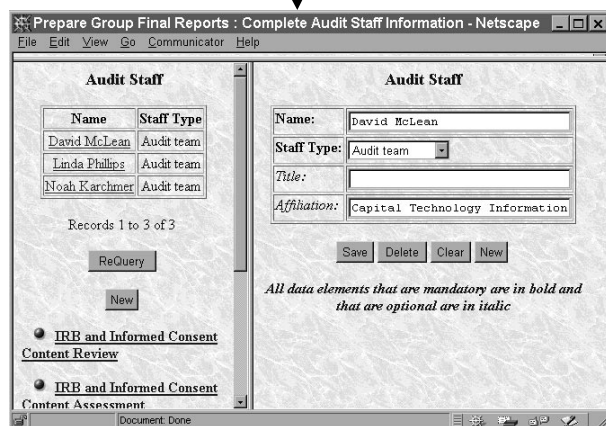 Prepare Group Final Reports : Complete Audit Staff Information - Netscape
File Edit View Go Communicator Help
Audit Staff
Name Staff Type
David McLean Audit team
Linda Phillips Audit team
Noah Karchmer Audit team
Records 1 to 3 of 3
ReQuery
New
IRB and Informed Consent
Content Review
IRB and Informed Consent
Content Assessment
Audit Staff
Name: David McLean
Staff Type: Audit team
Title:
Affiliation: Capital Technology Information
Save Delete Clear New
All data elements that are mandatory are in bold and
that are optional are in italic
Document: Done